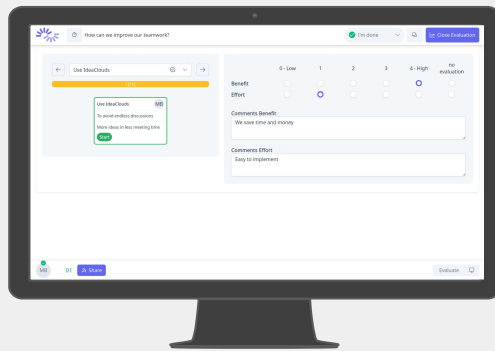 How can we improve our teamwork?
I'm done
Close Evaluation
Use IdeaClouds
Use IdeaClouds MB
To avoid endless discussions
More ideas in less meeting time
Start
0 - Low 1 2 3 4 - High no evaluation
Benefit
Effort
Comments Benefit
We save time and money
Comments Effort
Easy to implement
MB 01 Share
Evaluate